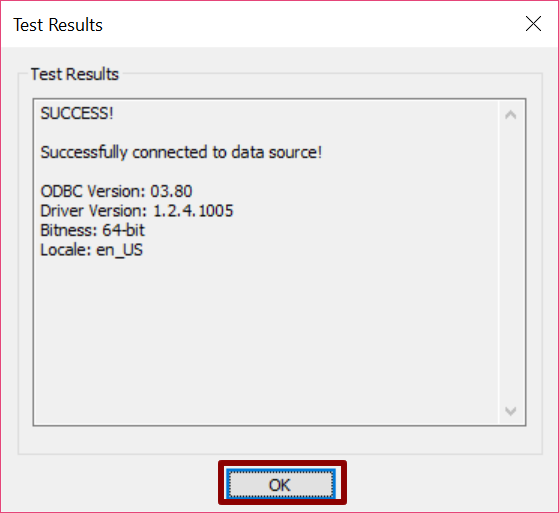 Test Results
Test Results
SUCCESS!
Successfully connected to data source!
ODBC Version: 03.80
Driver Version: 1.2.4.1005
Bitness: 64-bit
Locale: en_US
OK